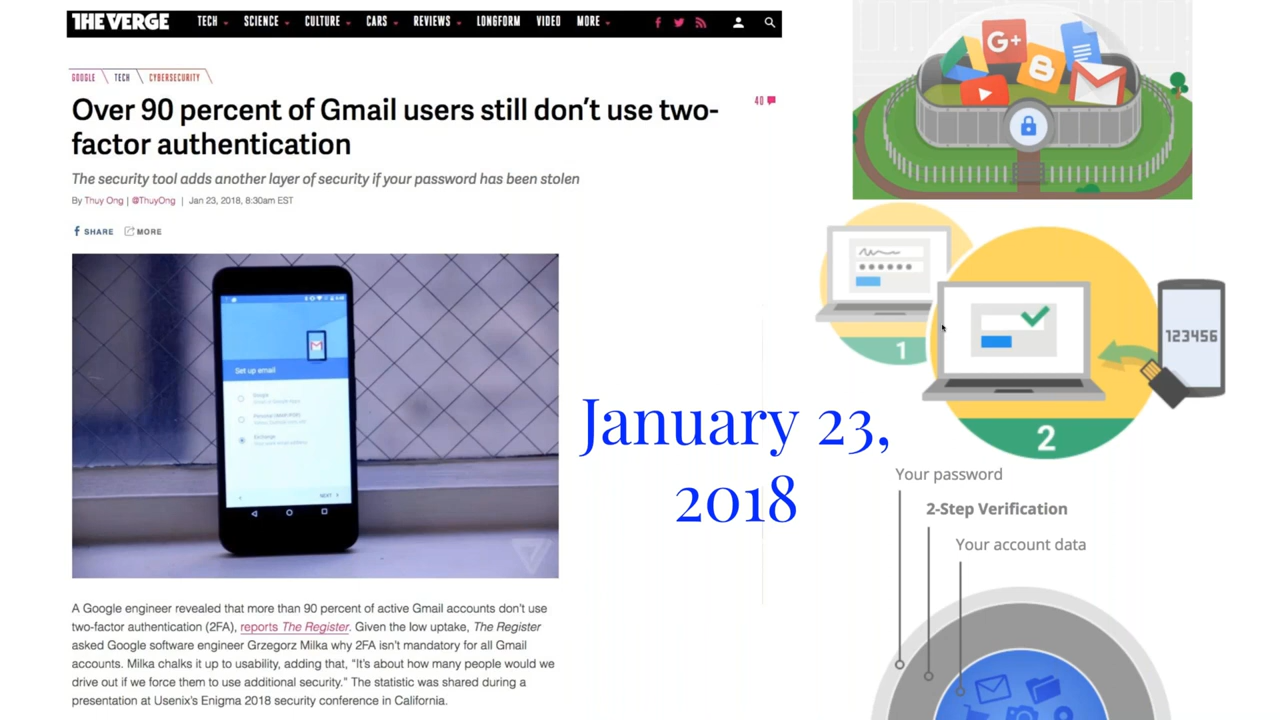 THE VERGE
TECH SCIENCE CULTURE CARS REVIEWS LONGFORM VIDEO MORE
GOOGLE TECH CYBERSECURITY
Over 90 percent of Gmail users still don't use two-
factor authentication
40
The security tool adds another layer of security if your password has been stolen
By Thuy Ong | @ThuyOng | Jan 23, 2018, 8:30am EST
SHARE MORE
Set up email
Google
Exchange
NEXT
A Google engineer revealed that more than 90 percent of active Gmail accounts don't use
two-factor authentication (2FA), reports The Register. Given the low uptake, The Register
asked Google software engineer Grzegorz Milka why 2FA isn't mandatory for all Gmail
accounts. Milka chalks it up to usability, adding that, "It's about how many people would we
drive out if we force them to use additional security." The statistic was shared during a
presentation at Usenix's Enigma 2018 security conference in California.
January 23,
2018
G+
1
2
123456
Your password
2-Step Verification
Your account data